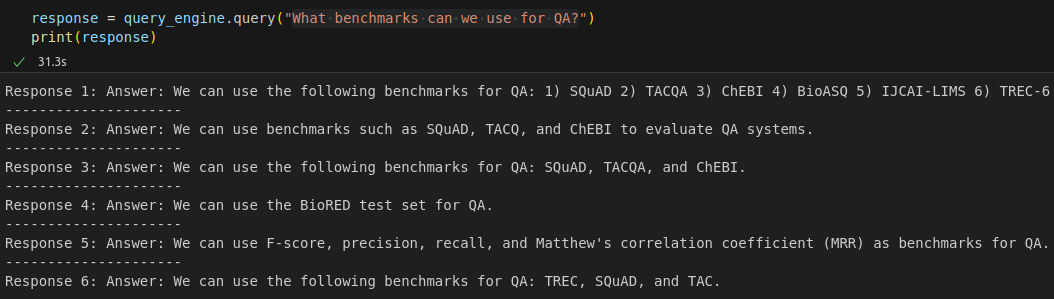 response = query_engine.query("What benchmarks can we use for QA?")
print(response)
✓ 31.3s
Response 1: Answer: We can use the following benchmarks for QA: 1) SQuAD 2) TACQA 3) ChEBI 4) BioASQ 5) IJCAI-LIMS 6) TREC-6
---------------------
Response 2: Answer: We can use benchmarks such as SQuAD, TACQ, and ChEBI to evaluate QA systems.
---------------------
Response 3: Answer: We can use the following benchmarks for QA: SQuAD, TACQA, and ChEBI.
---------------------
Response 4: Answer: We can use the BioRED test set for QA.
---------------------
Response 5: Answer: We can use F-score, precision, recall, and Matthew's correlation coefficient (MRR) as benchmarks for QA.
---------------------
Response 6: Answer: We can use the following benchmarks for QA: TREC, SQuAD, and TAC.